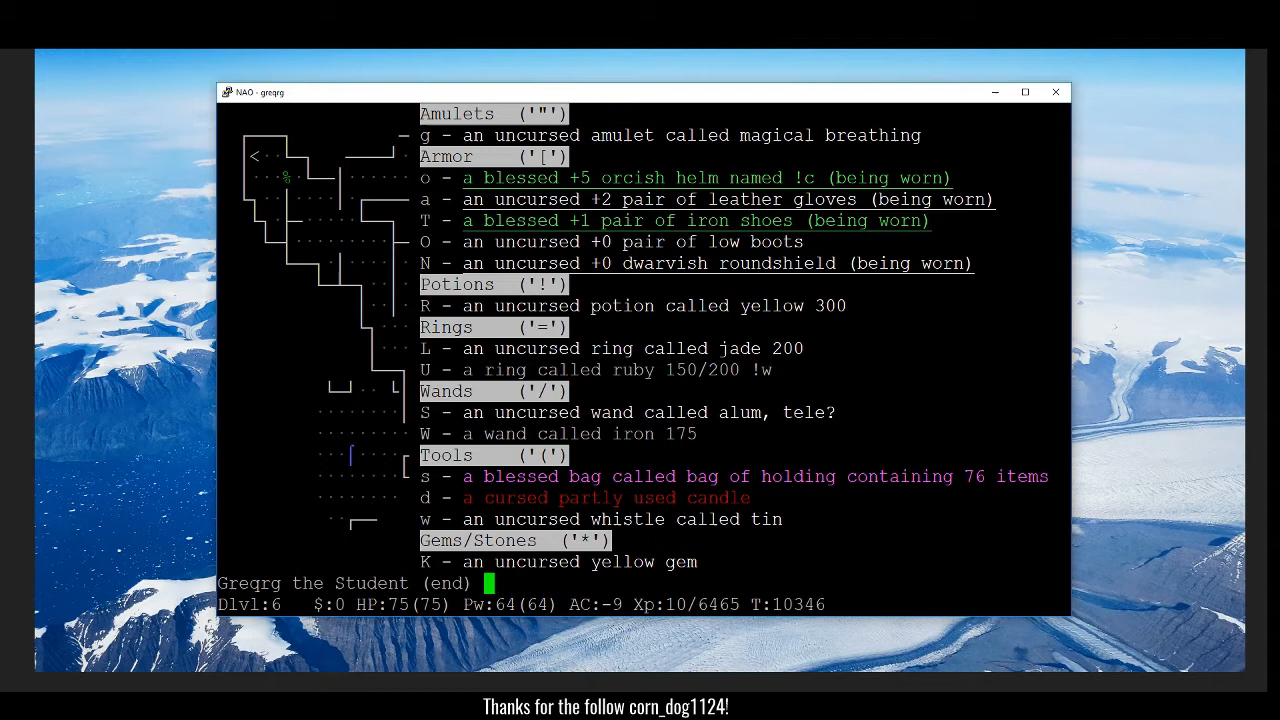 NAO - greqrg
Amulets ('"')
g - an uncursed amulet called magical breathing
Armor ('[')
o - a blessed +5 orcish helm named !c (being worn)
a - an uncursed +2 pair of leather gloves (being worn)
T - a blessed +1 pair of iron shoes (being worn)
O - an uncursed +0 pair of low boots
N - an uncursed +0 dwarvish roundshield (being worn)
Potions ('!')
R - an uncursed potion called yellow 300
Rings ('=')
L - an uncursed ring called jade 200
U - a ring called ruby 150/200 !w
Wands ('/')
S - an uncursed wand called alum, tele?
W - a wand called iron 175
Tools ('(')
s - a blessed bag called bag of holding containing 76 items
d - a cursed partly used candle
w - an uncursed whistle called tin
Gems/Stones ('*')
K - an uncursed yellow gem
Greqrg the Student (end)
Dlvl:6 $:0 HP:75(75) Pw:64(64) AC:-9 Xp:10/6465 T:10346
Thanks for the follow corn_dog1124!